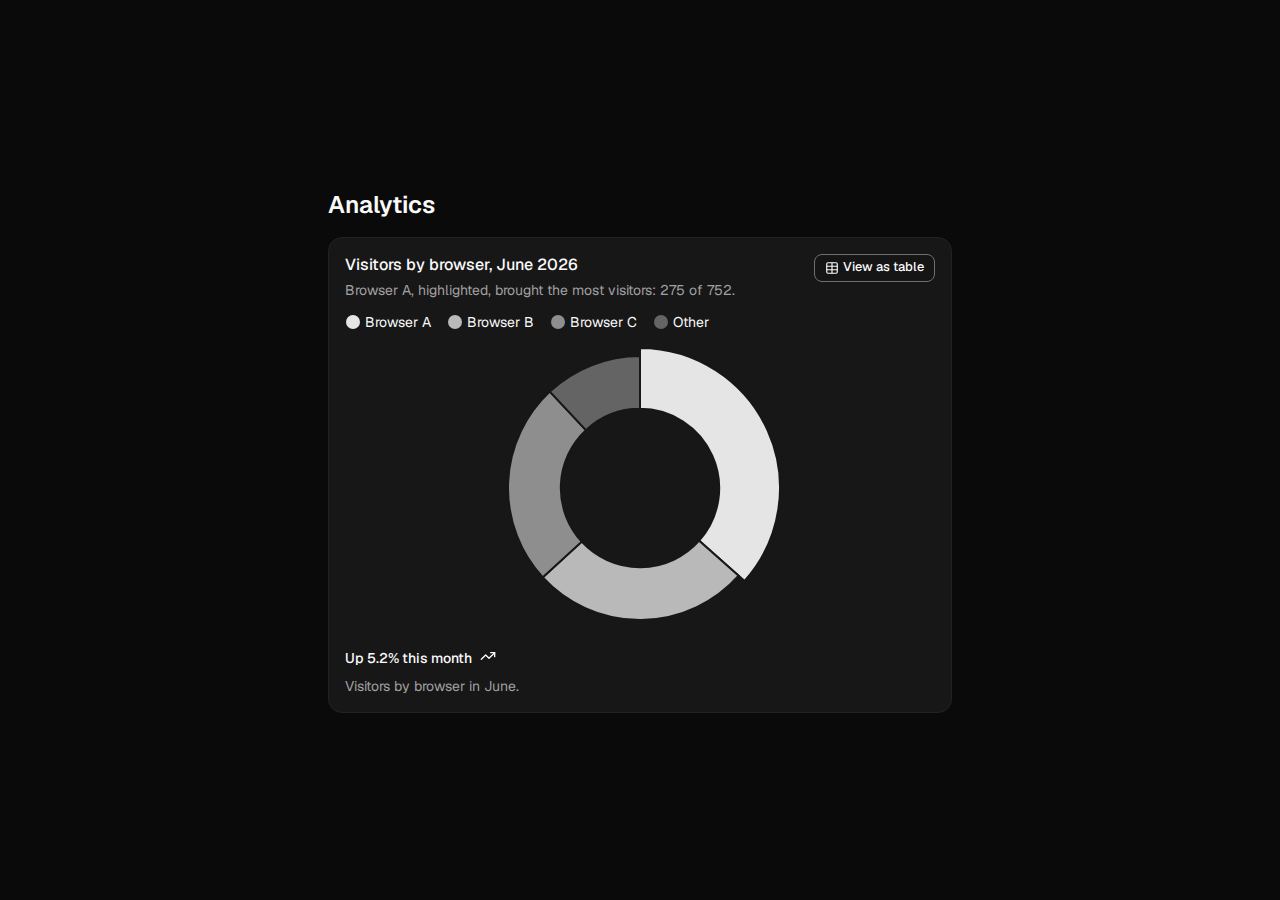 Analytics
Visitors by browser, June 2026
View as table
Browser A, highlighted, brought the most visitors: 275 of 752.
Browser A
Browser B
Browser C
Other
Up 5.2% this month
Visitors by browser in June.